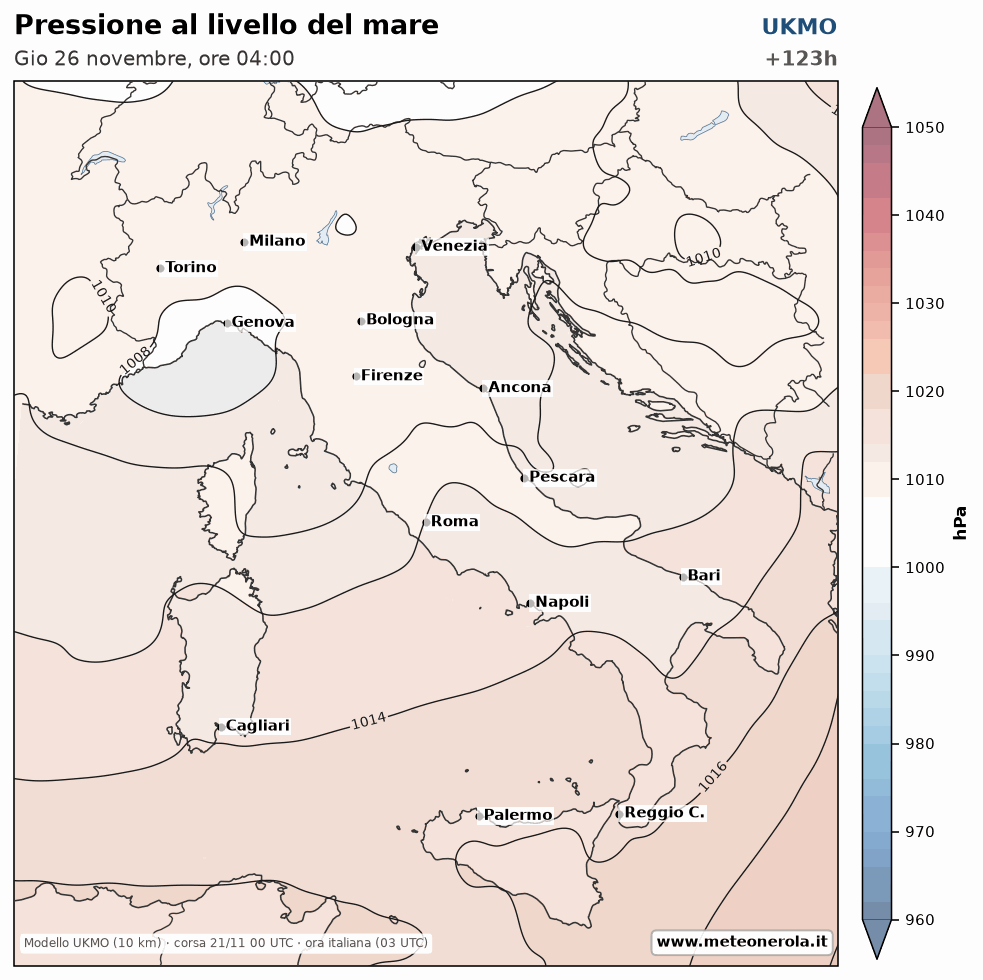 Pressione al livello del mare
UKMO
Gio 26 novembre, ore 04:00
+123h
1050
1040
1030
1020
1010
1000
990
980
970
960
hPa
Milano
Venezia
Torino
1010
1010
Genova
Bologna
1008
Firenze
Ancona
Pescara
Roma
Bari
Napoli
Cagliari
1014
1016
Palermo
Reggio C.
Modello UKMO (10 km) · corsa 21/11 00 UTC · ora italiana (03 UTC)
www.meteonerola.it